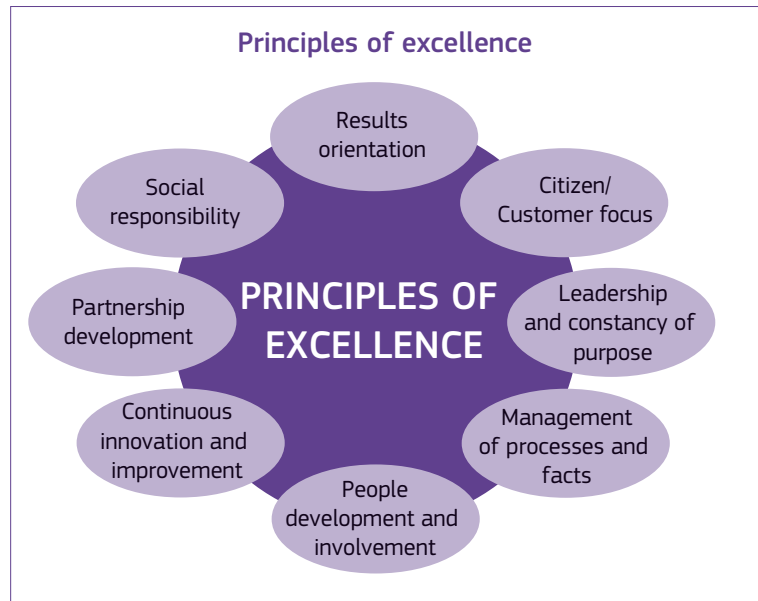 Principles of excellence
Results
orientation
Citizen/
Customer focus
Leadership
and constancy of
purpose
Management
of processes and
facts
People
development and
involvement
Continuous
innovation and
improvement
Partnership
development
Social
responsibility
PRINCIPLES OF
EXCELLENCE